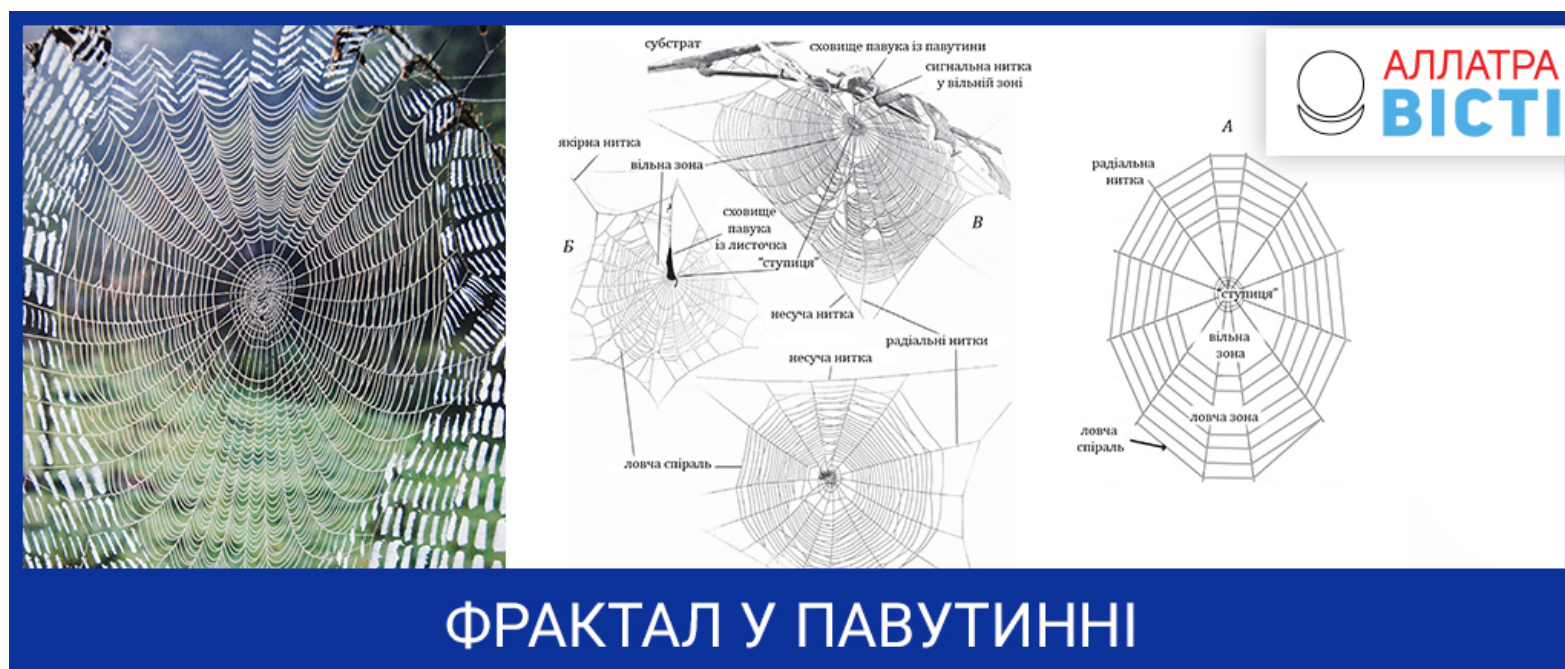 субстрат
сховище павука із павутини
сигнальна нитка
у вільній зоні
АЛЛАТРА
ВІСТІ
якірна нитка
вільна зона
сховище
павука
із листочка
"ступиця"
Б
В
несуча нитка
радіальні нитки
несуча нитка
ловча спіраль
А
радіальна
нитка
"ступиця"
вільна
зона
ловча зона
ловча
спіраль
ФРАКТАЛ У ПАВУТИННІ